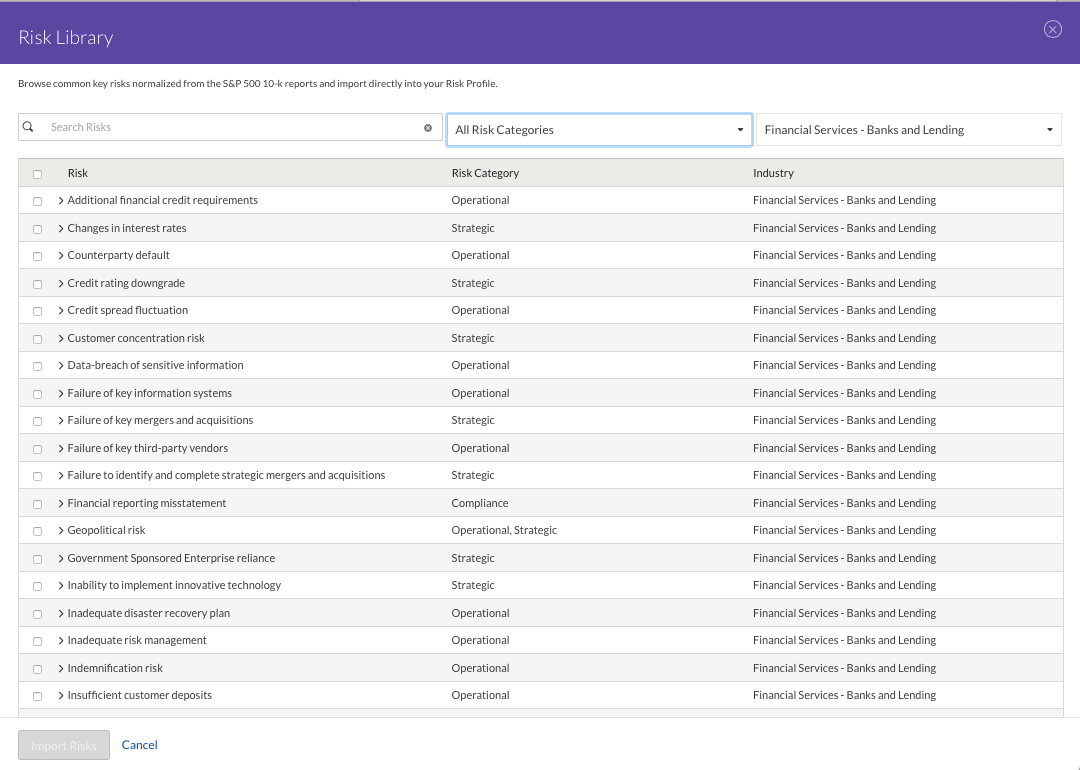 Risk Library
Browse common key risks normalized from the S&P 500 10-k reports and import directly into your Risk Profile.
Search Risks All Risk Categories Financial Services - Banks and Lending
Risk Risk Category Industry
Additional financial credit requirements Operational Financial Services - Banks and Lending
Changes in interest rates Strategic Financial Services - Banks and Lending
Counterparty default Operational Financial Services - Banks and Lending
Credit rating downgrade Strategic Financial Services - Banks and Lending
Credit spread fluctuation Operational Financial Services - Banks and Lending
Customer concentration risk Strategic Financial Services - Banks and Lending
Data-breach of sensitive information Operational Financial Services - Banks and Lending
Failure of key information systems Operational Financial Services - Banks and Lending
Failure of key mergers and acquisitions Strategic Financial Services - Banks and Lending
Failure of key third-party vendors Operational Financial Services - Banks and Lending
Failure to identify and complete strategic mergers and acquisitions Strategic Financial Services - Banks and Lending
Financial reporting misstatement Compliance Financial Services - Banks and Lending
Geopolitical risk Operational, Strategic Financial Services - Banks and Lending
Government Sponsored Enterprise reliance Strategic Financial Services - Banks and Lending
Inability to implement innovative technology Strategic Financial Services - Banks and Lending
Inadequate disaster recovery plan Operational Financial Services - Banks and Lending
Inadequate risk management Operational Financial Services - Banks and Lending
Indemnification risk Operational Financial Services - Banks and Lending
Insufficient customer deposits Operational Financial Services - Banks and Lending
Import Risks Cancel